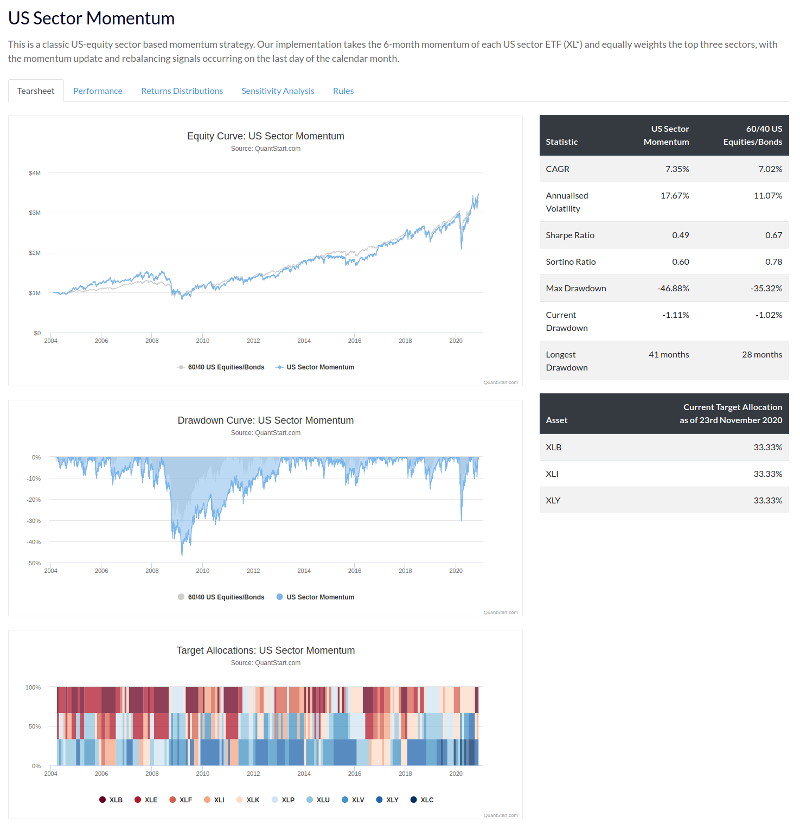 US Sector Momentum
This is a classic US-equity sector based momentum strategy. Our implementation takes the 6-month momentum of each US sector ETF (XL*) and equally weights the top three sectors, with
the momentum update and rebalancing signals occurring on the last day of the calendar month.
Tearsheet Performance Returns Distributions Sensitivity Analysis Rules
Equity Curve: US Sector Momentum
Source: QuantStart.com
$4M
$3M
$2M
$1M
$0
2004 2006 2008 2010 2012 2014 2016 2018 2020
60/40 US Equities/Bonds US Sector Momentum
QuantStart.com
Drawdown Curve: US Sector Momentum
Source: QuantStart.com
0%
-10%
-20%
-30%
-40%
50%
2004 2006 2008 2010 2012 2014 2016 2018 2020
60/40 US Equities/Bonds US Sector Momentum
QuantStart.com
Target Allocations: US Sector Momentum
Source: QuantStart.com
100%
50%
0%
2004 2006 2008 2010 2012 2014 2016 2018 2020
XLB XLE XLF XLI XLK XLP XLU XLV XLY XLC
QuantStart.com
Statistic US Sector Momentum 60/40 US Equities/Bonds
CAGR 7.35% 7.02%
Annualised Volatility 17.67% 11.07%
Sharpe Ratio 0.49 0.67
Sortino Ratio 0.60 0.78
Max Drawdown -46.88% -35.32%
Current Drawdown -1.11% -1.02%
Longest Drawdown 41 months 28 months
Asset Current Target Allocation as of 23rd November 2020
XLB 33.33%
XLI 33.33%
XLY 33.33%